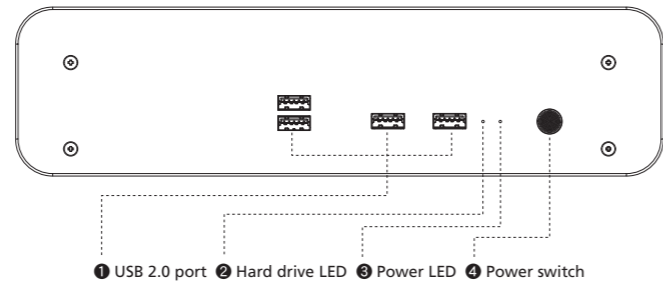 ❶ USB 2.0 port ❷ Hard drive LED ❸ Power LED ❹ Power switch